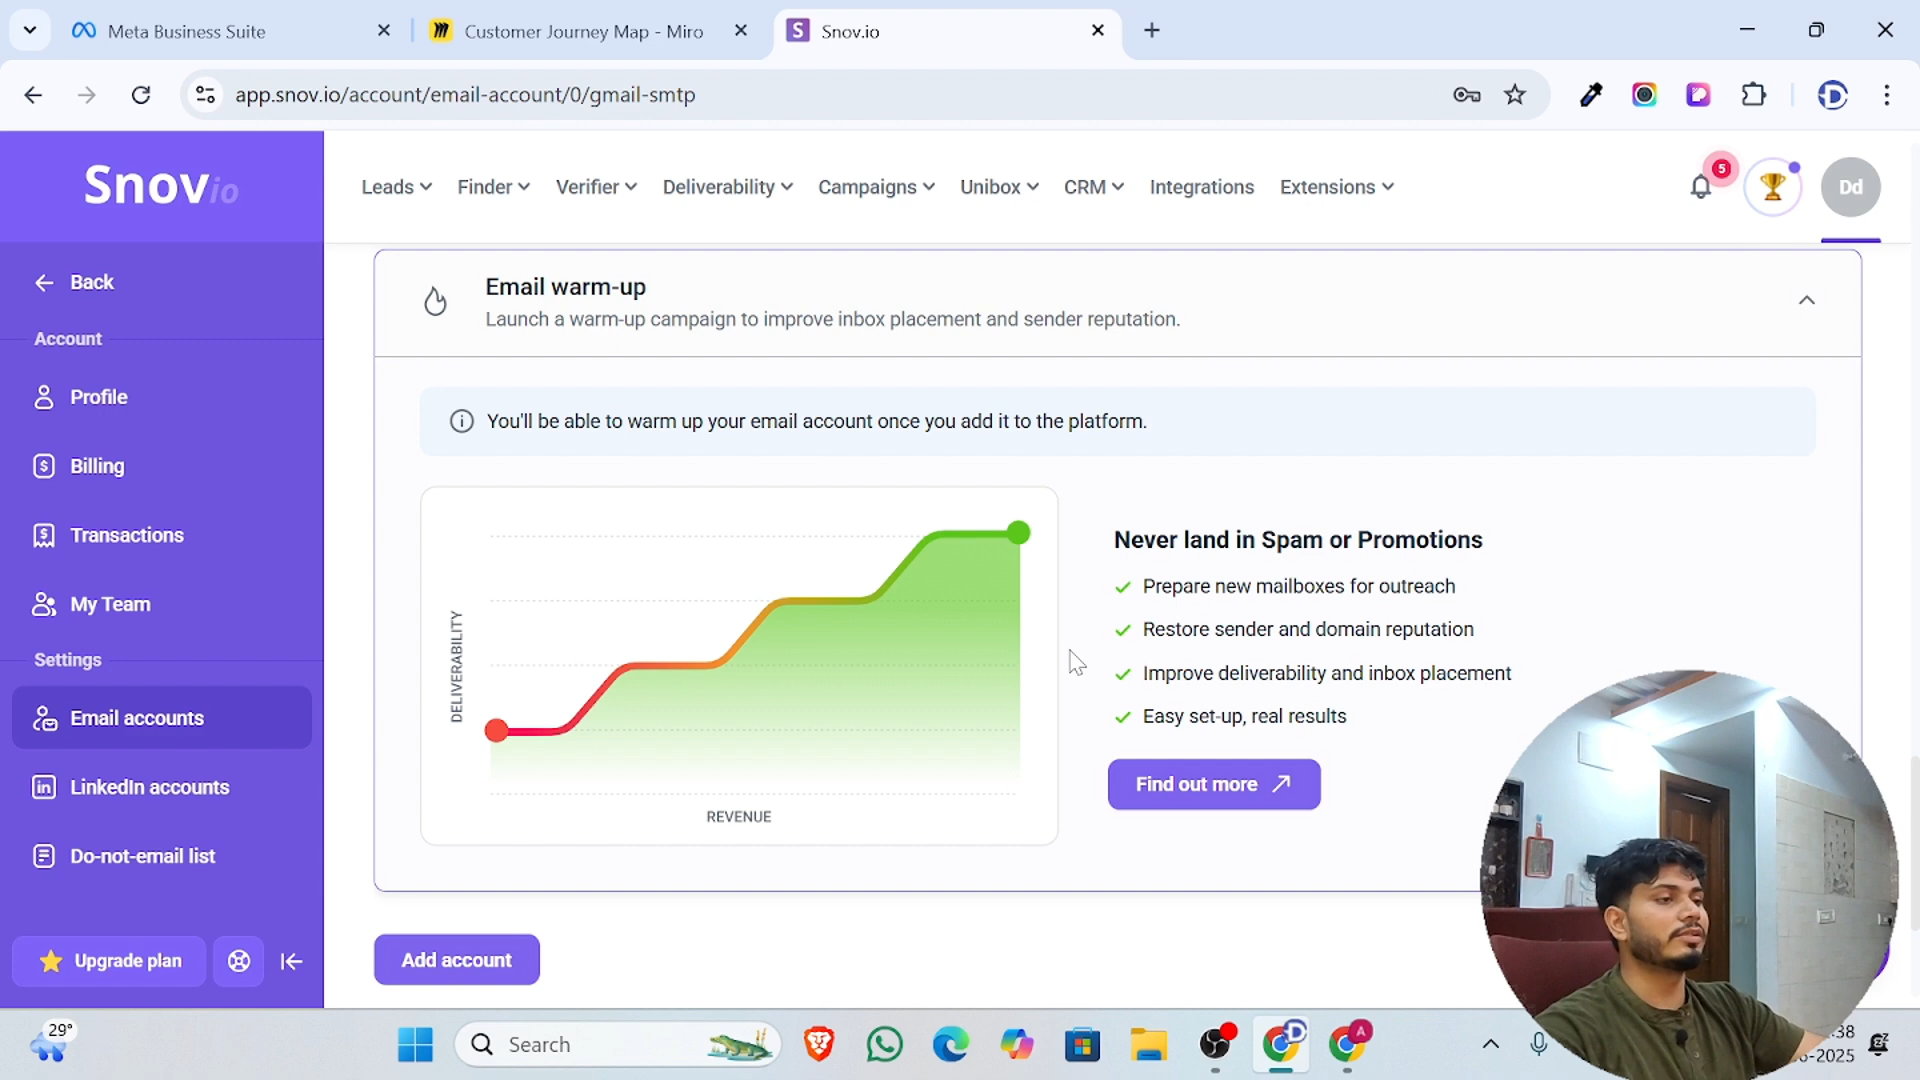 Meta Business Suite
Customer Journey Map - Miro
Snov.io
app.snov.io/account/email-account/0/gmail-smtp
Snovio
Leads
Finder
Verifier
Deliverability
Campaigns
Unibox
CRM
Integrations
Extensions
5
Dd
Back
Account
Profile
Billing
Transactions
My Team
Settings
Email accounts
LinkedIn accounts
Do-not-email list
Upgrade plan
Email warm-up
Launch a warm-up campaign to improve inbox placement and sender reputation.
You'll be able to warm up your email account once you add it to the platform.
DELIVERABILITY
REVENUE
Never land in Spam or Promotions
Prepare new mailboxes for outreach
Restore sender and domain reputation
Improve deliverability and inbox placement
Easy set-up, real results
Find out more
Add account
29°
Search
D
A
:38
-2025